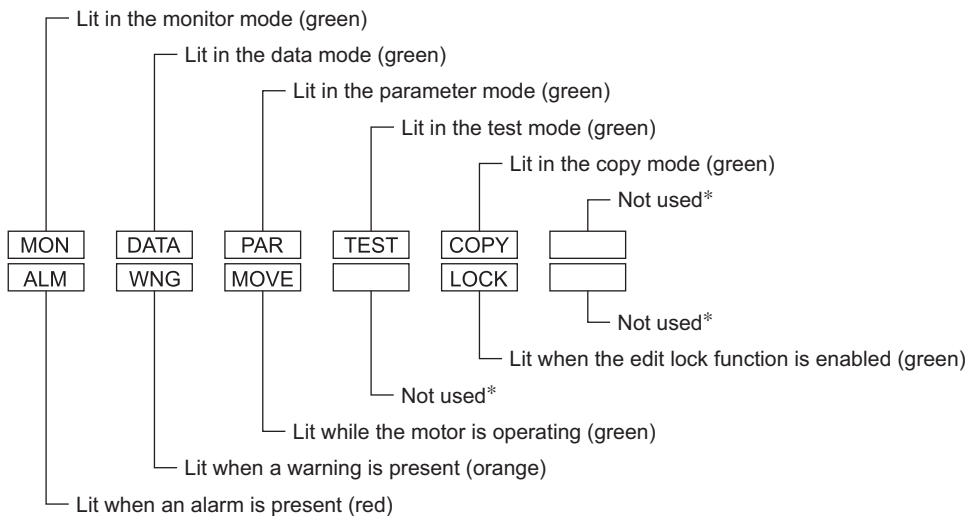 Lit in the monitor mode (green)
Lit in the data mode (green)
Lit in the parameter mode (green)
Lit in the test mode (green)
Lit in the copy mode (green)
Not used*
MON DATA PAR TEST COPY
ALM WNG MOVE LOCK
Not used*
Lit when the edit lock function is enabled (green)
Not used*
Lit while the motor is operating (green)
Lit when a warning is present (orange)
Lit when an alarm is present (red)